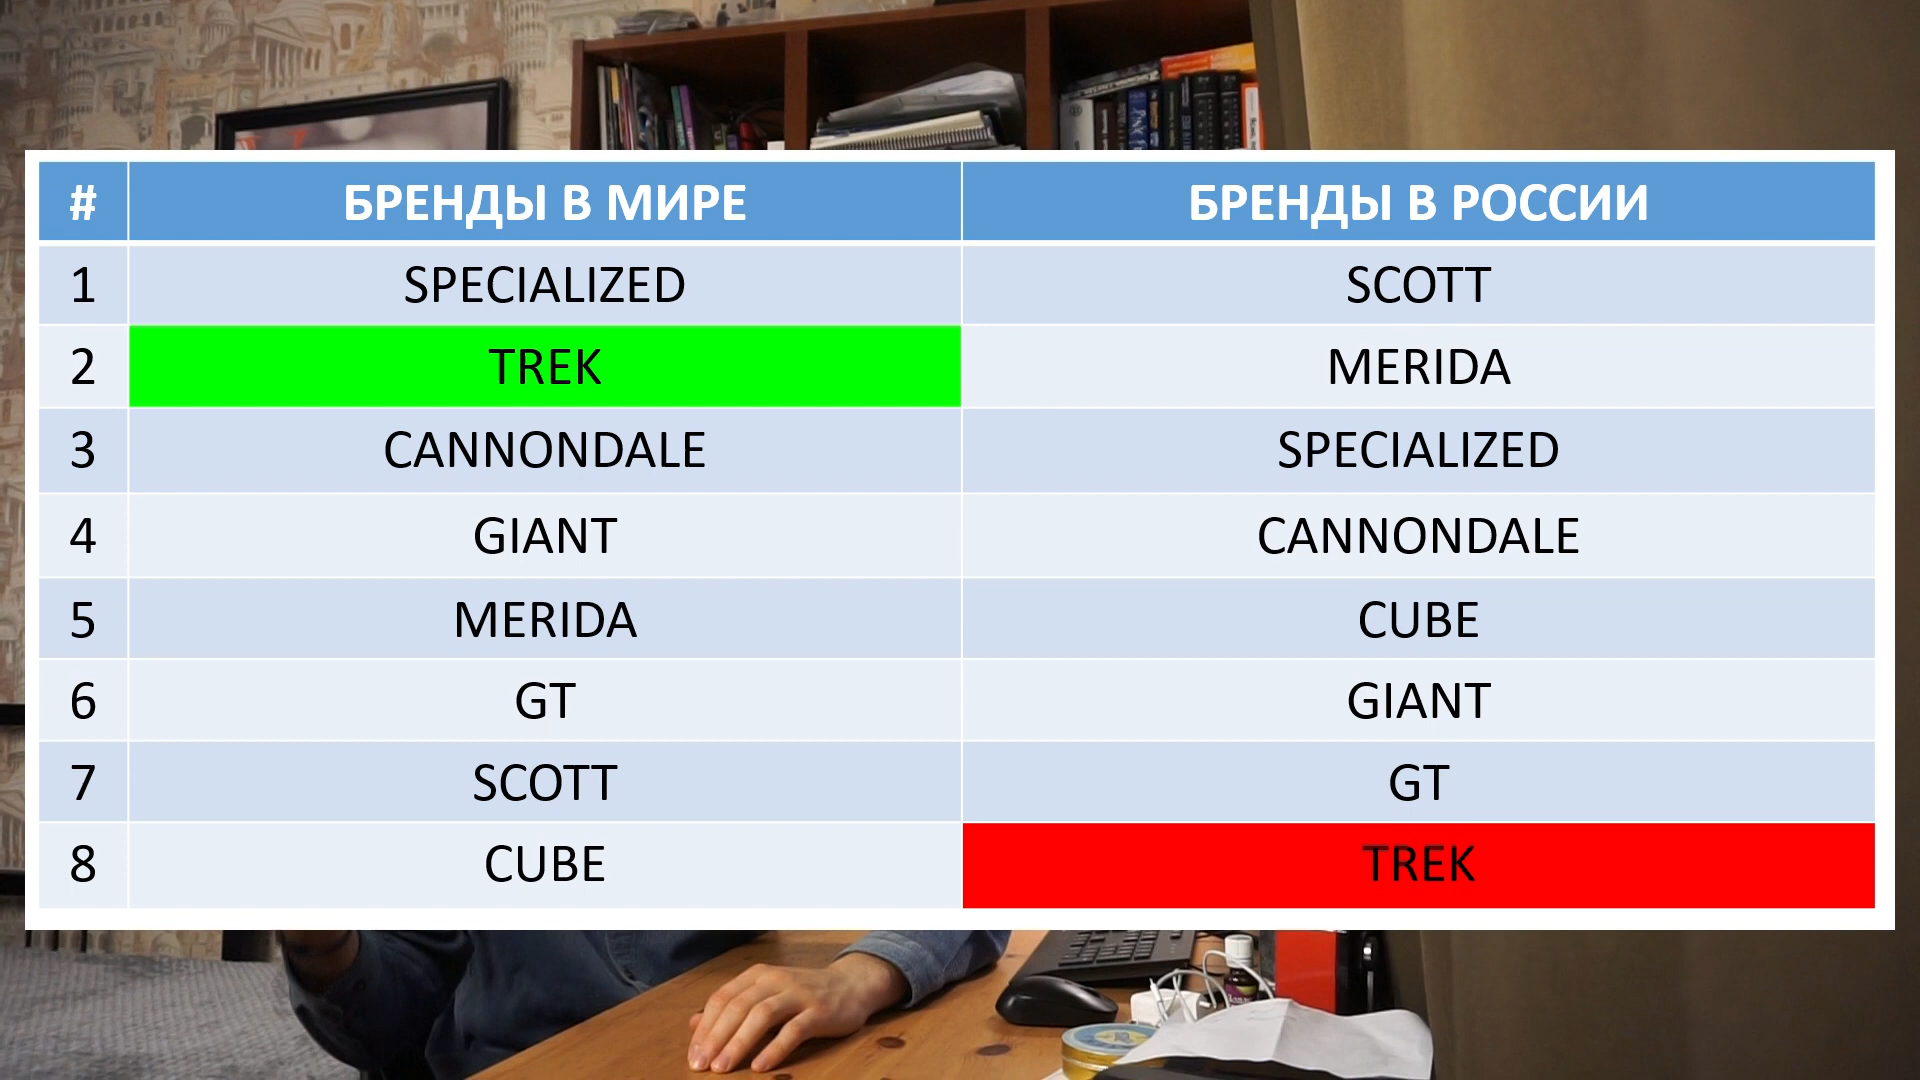 # БРЕНДЫ В МИРЕ БРЕНДЫ В РОССИИ
1 SPECIALIZED SCOTT
2 TREK MERIDA
3 CANNONDALE SPECIALIZED
4 GIANT CANNONDALE
5 MERIDA CUBE
6 GT GIANT
7 SCOTT GT
8 CUBE TREK